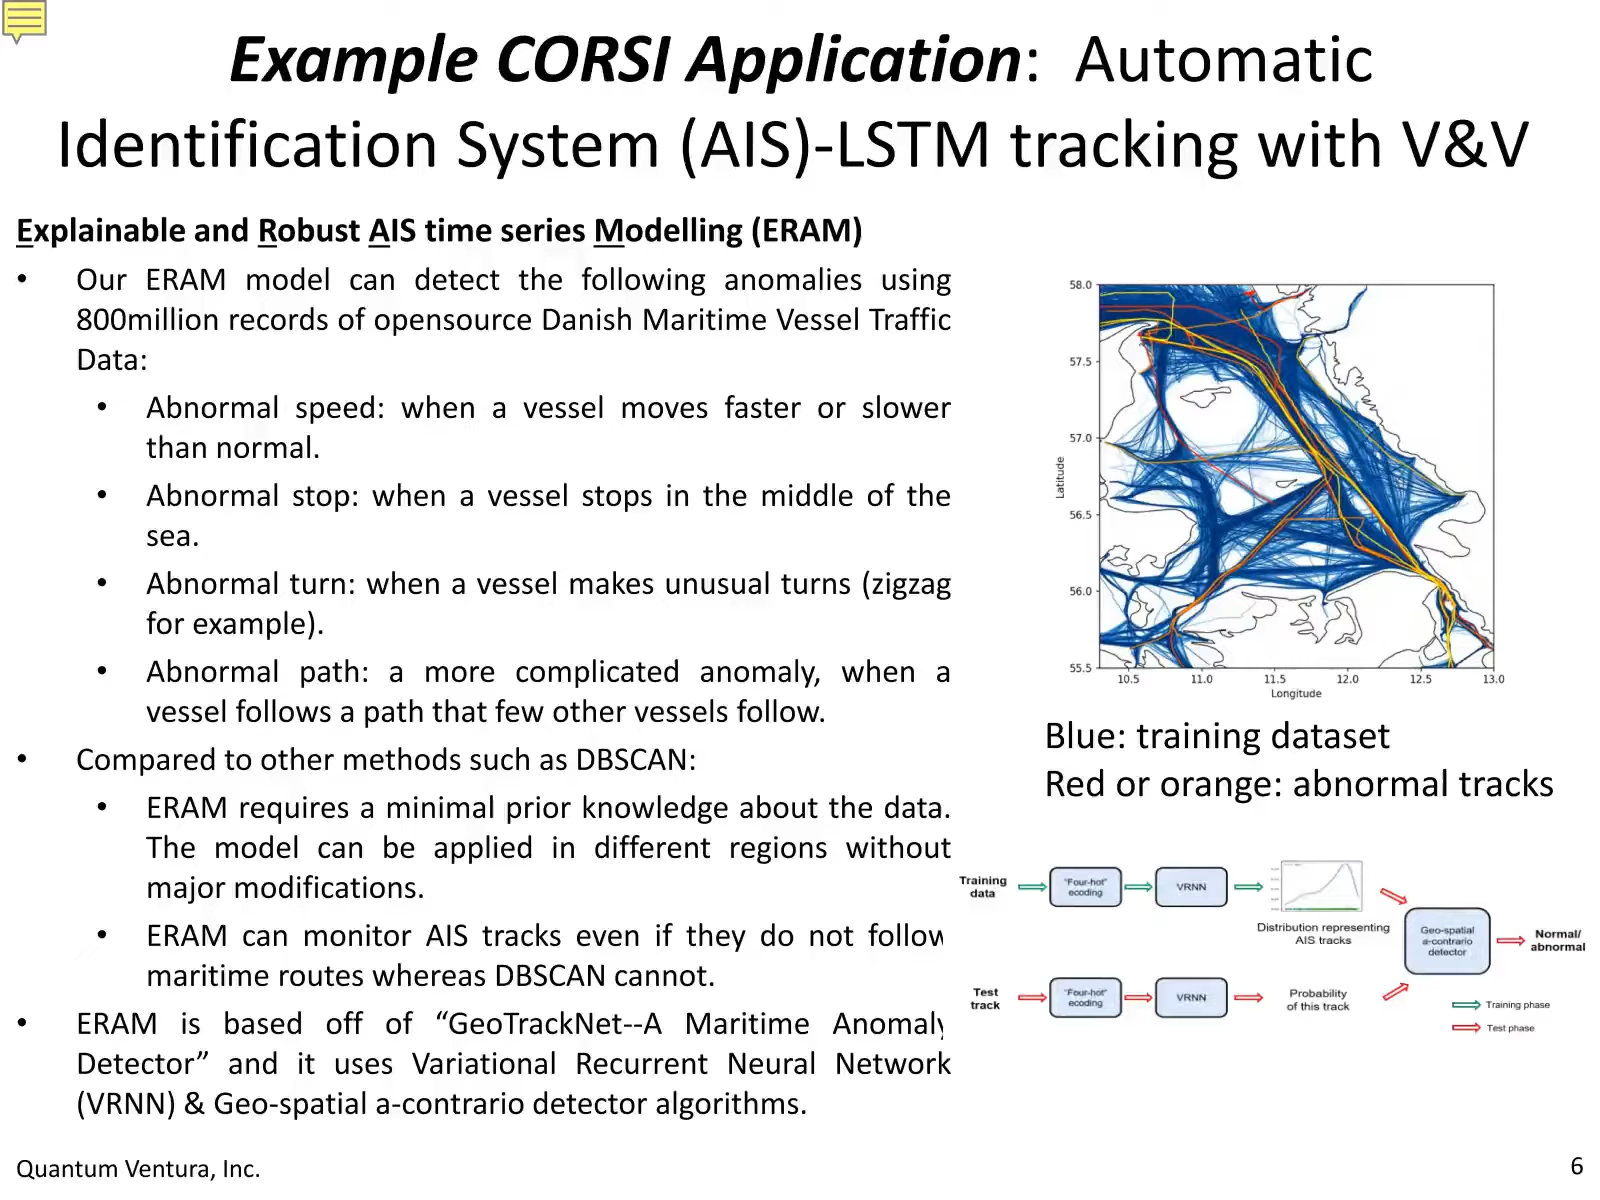 Example CORSI Application: Automatic
Identification System (AIS)-LSTM tracking with V&V
Explainable and Robust AIS time series Modelling (ERAM)
• Our ERAM model can detect the following anomalies using
800million records of opensource Danish Maritime Vessel Traffic
Data:
• Abnormal speed: when a vessel moves faster or slower
than normal.
• Abnormal stop: when a vessel stops in the middle of the
sea.
• Abnormal turn: when a vessel makes unusual turns (zigzag
for example).
• Abnormal path: a more complicated anomaly, when a
vessel follows a path that few other vessels follow.
• Compared to other methods such as DBSCAN:
• ERAM requires a minimal prior knowledge about the data.
The model can be applied in different regions without
major modifications.
• ERAM can monitor AIS tracks even if they do not follow
maritime routes whereas DBSCAN cannot.
• ERAM is based off of “GeoTrackNet--A Maritime Anomaly
Detector” and it uses Variational Recurrent Neural Network
(VRNN) & Geo-spatial a-contrario detector algorithms.
58.0
57.5
57.0
56.5
56.0
55.5
Latitude
10.5 11.0 11.5 12.0 12.5 13.0
Longitude
Blue: training dataset
Red or orange: abnormal tracks
Training
data
"Four-hot"
ecoding
VRNN
Distribution representing
AIS tracks
Geo-spatial
a-contrario
detector
Normal/
abnormal
Test
track
"Four-hot"
ecoding
VRNN
Probability
of this track
Training phase
Test phase
Quantum Ventura, Inc.
6